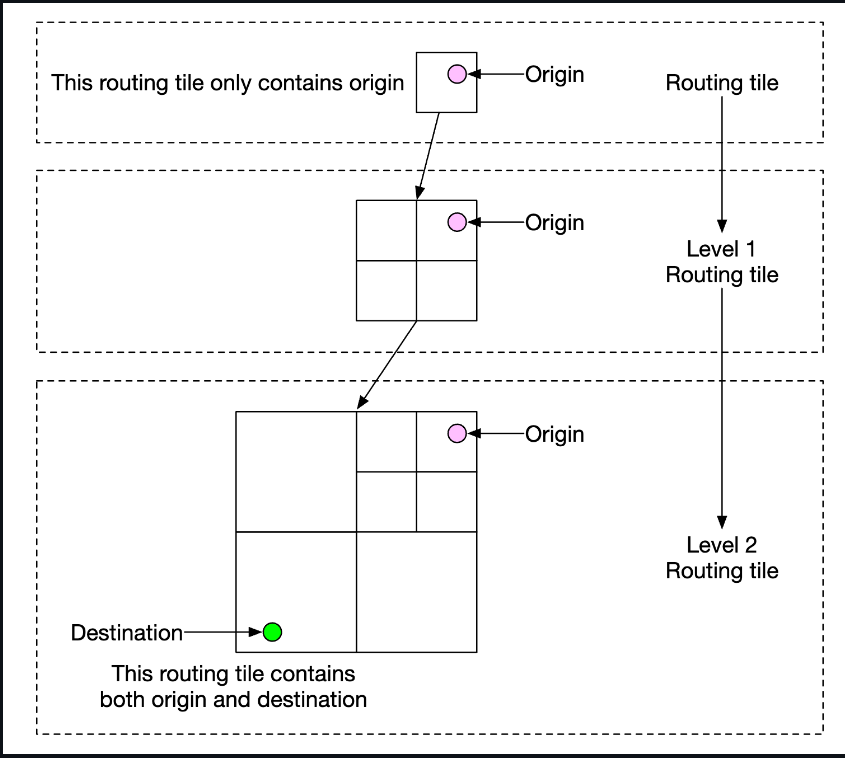 This routing tile only contains origin
Origin
Routing tile
Origin
Level 1
Routing tile
Origin
Level 2
Routing tile
Destination
This routing tile contains
both origin and destination